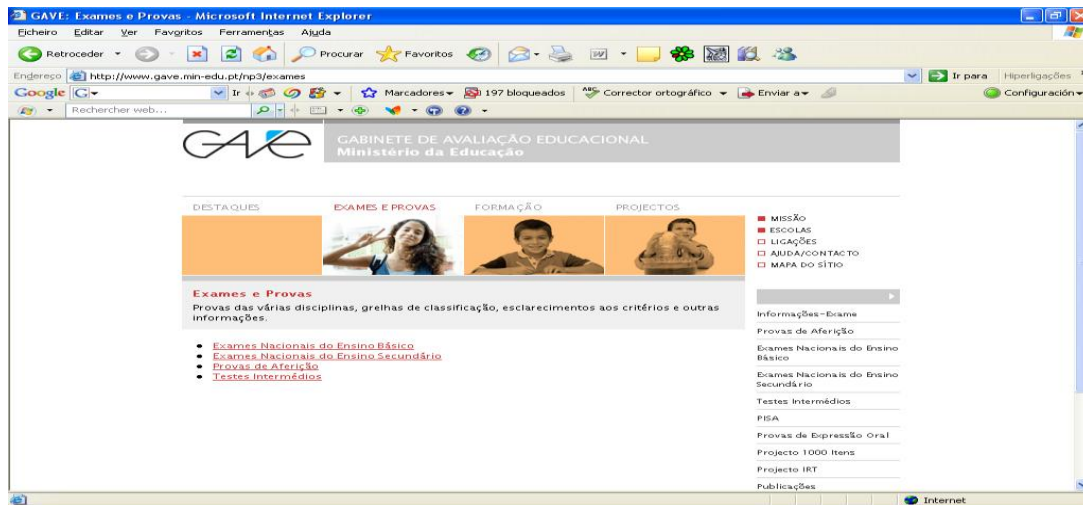 GAVE: Exames e Provas - Microsoft Internet Explorer
Ficheiro Editar Ver Favoritos Ferramentas Ajuda
Retroceder Procurar Favoritos
Endereço http://www.gave.min-edu.pt/np3/exames Ir para Hiperligações
Google G Ir Marcadores 197 bloqueados Corrector ortográfico Enviar a Configuración
Rechercher web...
GAVE GABINETE DE AVALIAÇÃO EDUCACIONAL
Ministério da Educação
DESTAQUES EXAMES E PROVAS FORMAÇÃO PROJECTOS
MISSÃO
ESCOLAS
LIGAÇÕES
AJUDA/CONTACTO
MAPA DO SÍTIO
Exames e Provas
Provas das várias disciplinas, grelhas de classificação, esclarecimentos aos critérios e outras
informações.
Exames Nacionais do Ensino Básico
Exames Nacionais do Ensino Secundário
Provas de Aferição
Testes Intermédios
Informações-Exame
Provas de Aferição
Exames Nacionais do Ensino
Básico
Exames Nacionais do Ensino
Secundário
Testes Intermédios
PISA
Provas de Expressão Oral
Projecto 1000 Itens
Projecto IRT
Publicações
Internet